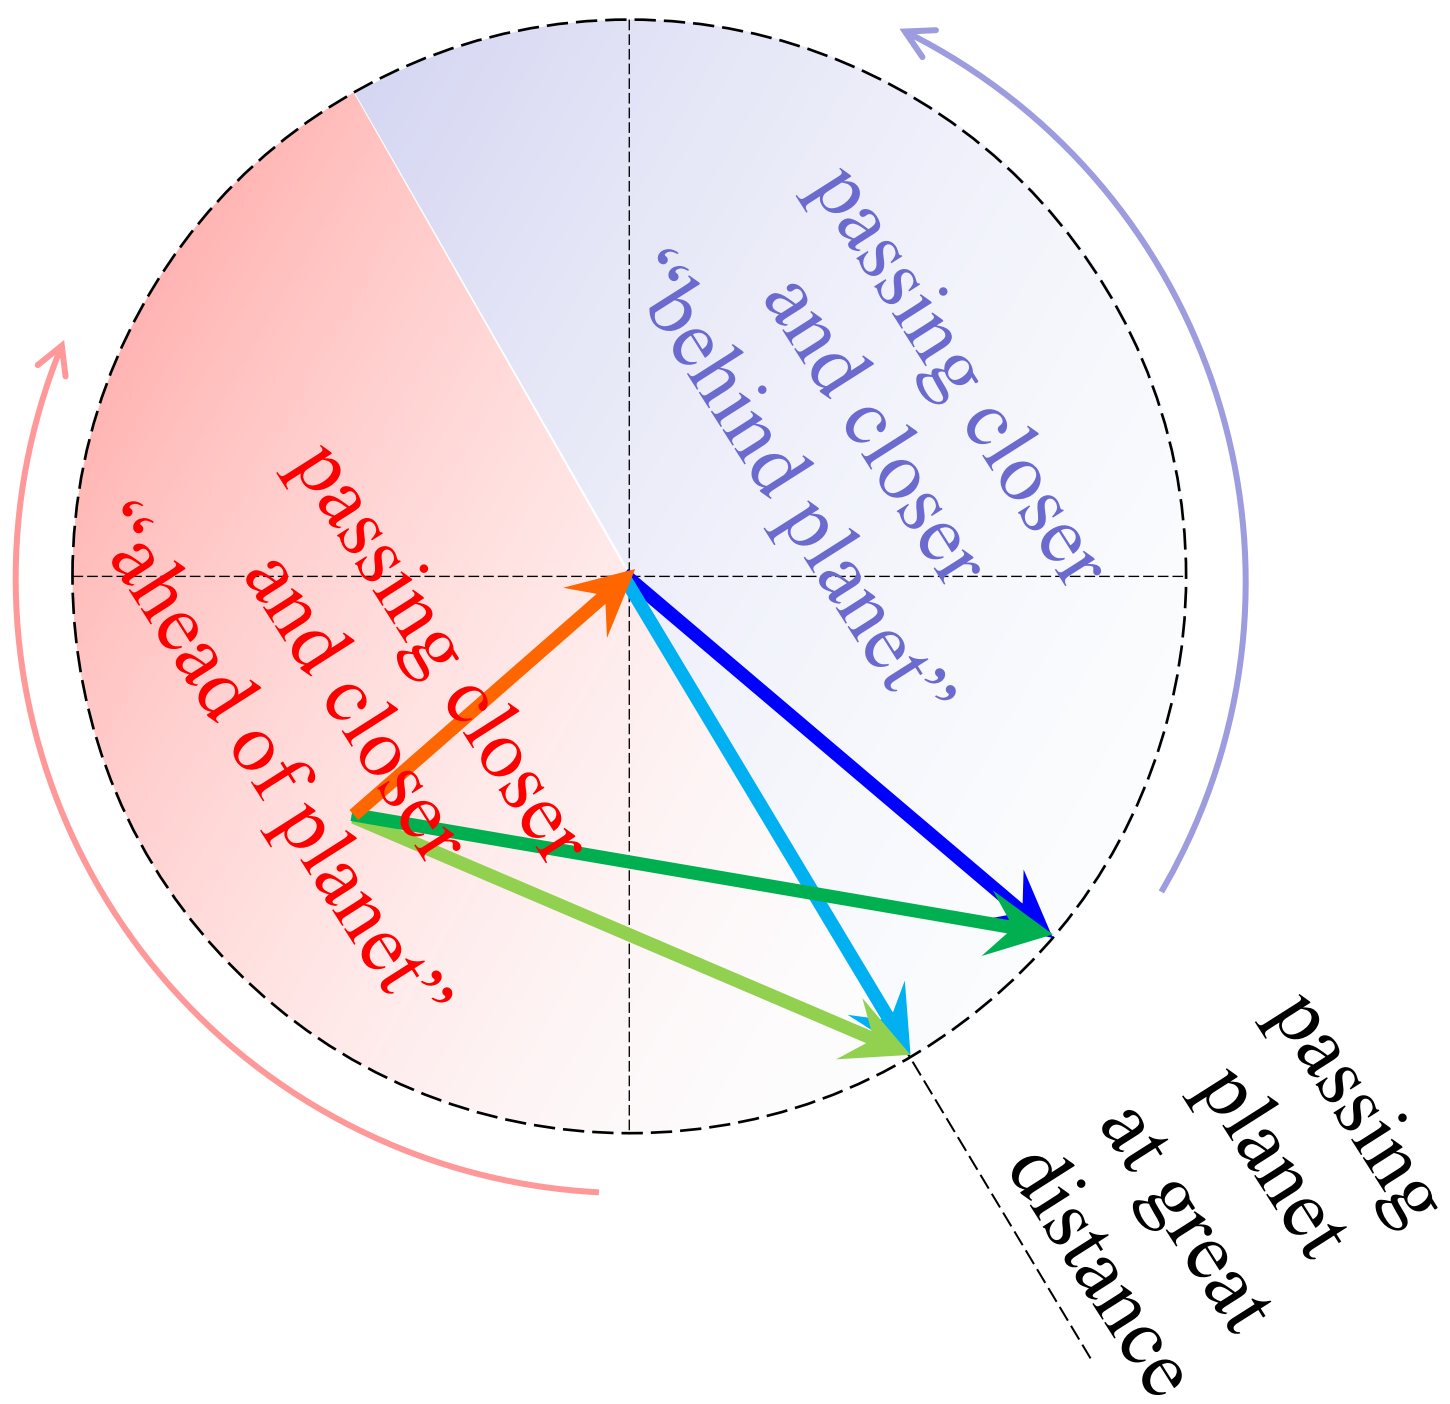 passing closer
and closer
“behind planet”
passing closer
and closer
“ahead of planet”
passing
planet
at great
distance